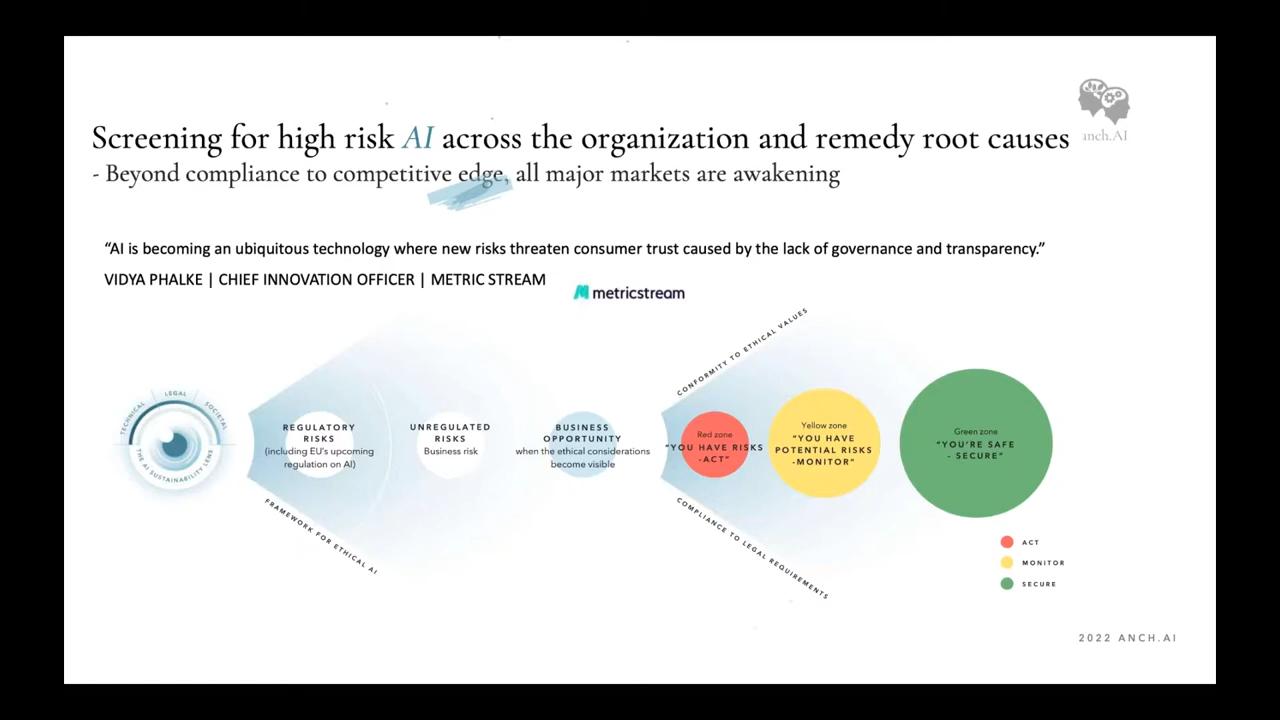 Screening for high risk AI across the organization and remedy root causes
- Beyond compliance to competitive edge, all major markets are awakening
anch.AI
“AI is becoming an ubiquitous technology where new risks threaten consumer trust caused by the lack of governance and transparency.”
VIDYA PHALKE | CHIEF INNOVATION OFFICER | METRIC STREAM
metricstream
TECHNICAL
LEGAL
SOCIETAL
THE AI SUSTAINABILITY LENS
FRAMEWORK FOR ETHICAL AI
REGULATORY
RISKS
(including EU's upcoming
regulation on AI)
UNREGULATED
RISKS
Business risk
BUSINESS
OPPORTUNITY
when the ethical considerations
become visible
CONFORMITY TO ETHICAL VALUES
COMPLIANCE TO LEGAL REQUIREMENTS
Red zone
“YOU HAVE RISKS
-ACT”
Yellow zone
“YOU HAVE
POTENTIAL RISKS
-MONITOR”
Green zone
“YOU'RE SAFE
- SECURE”
ACT
MONITOR
SECURE
2022 ANCH.AI